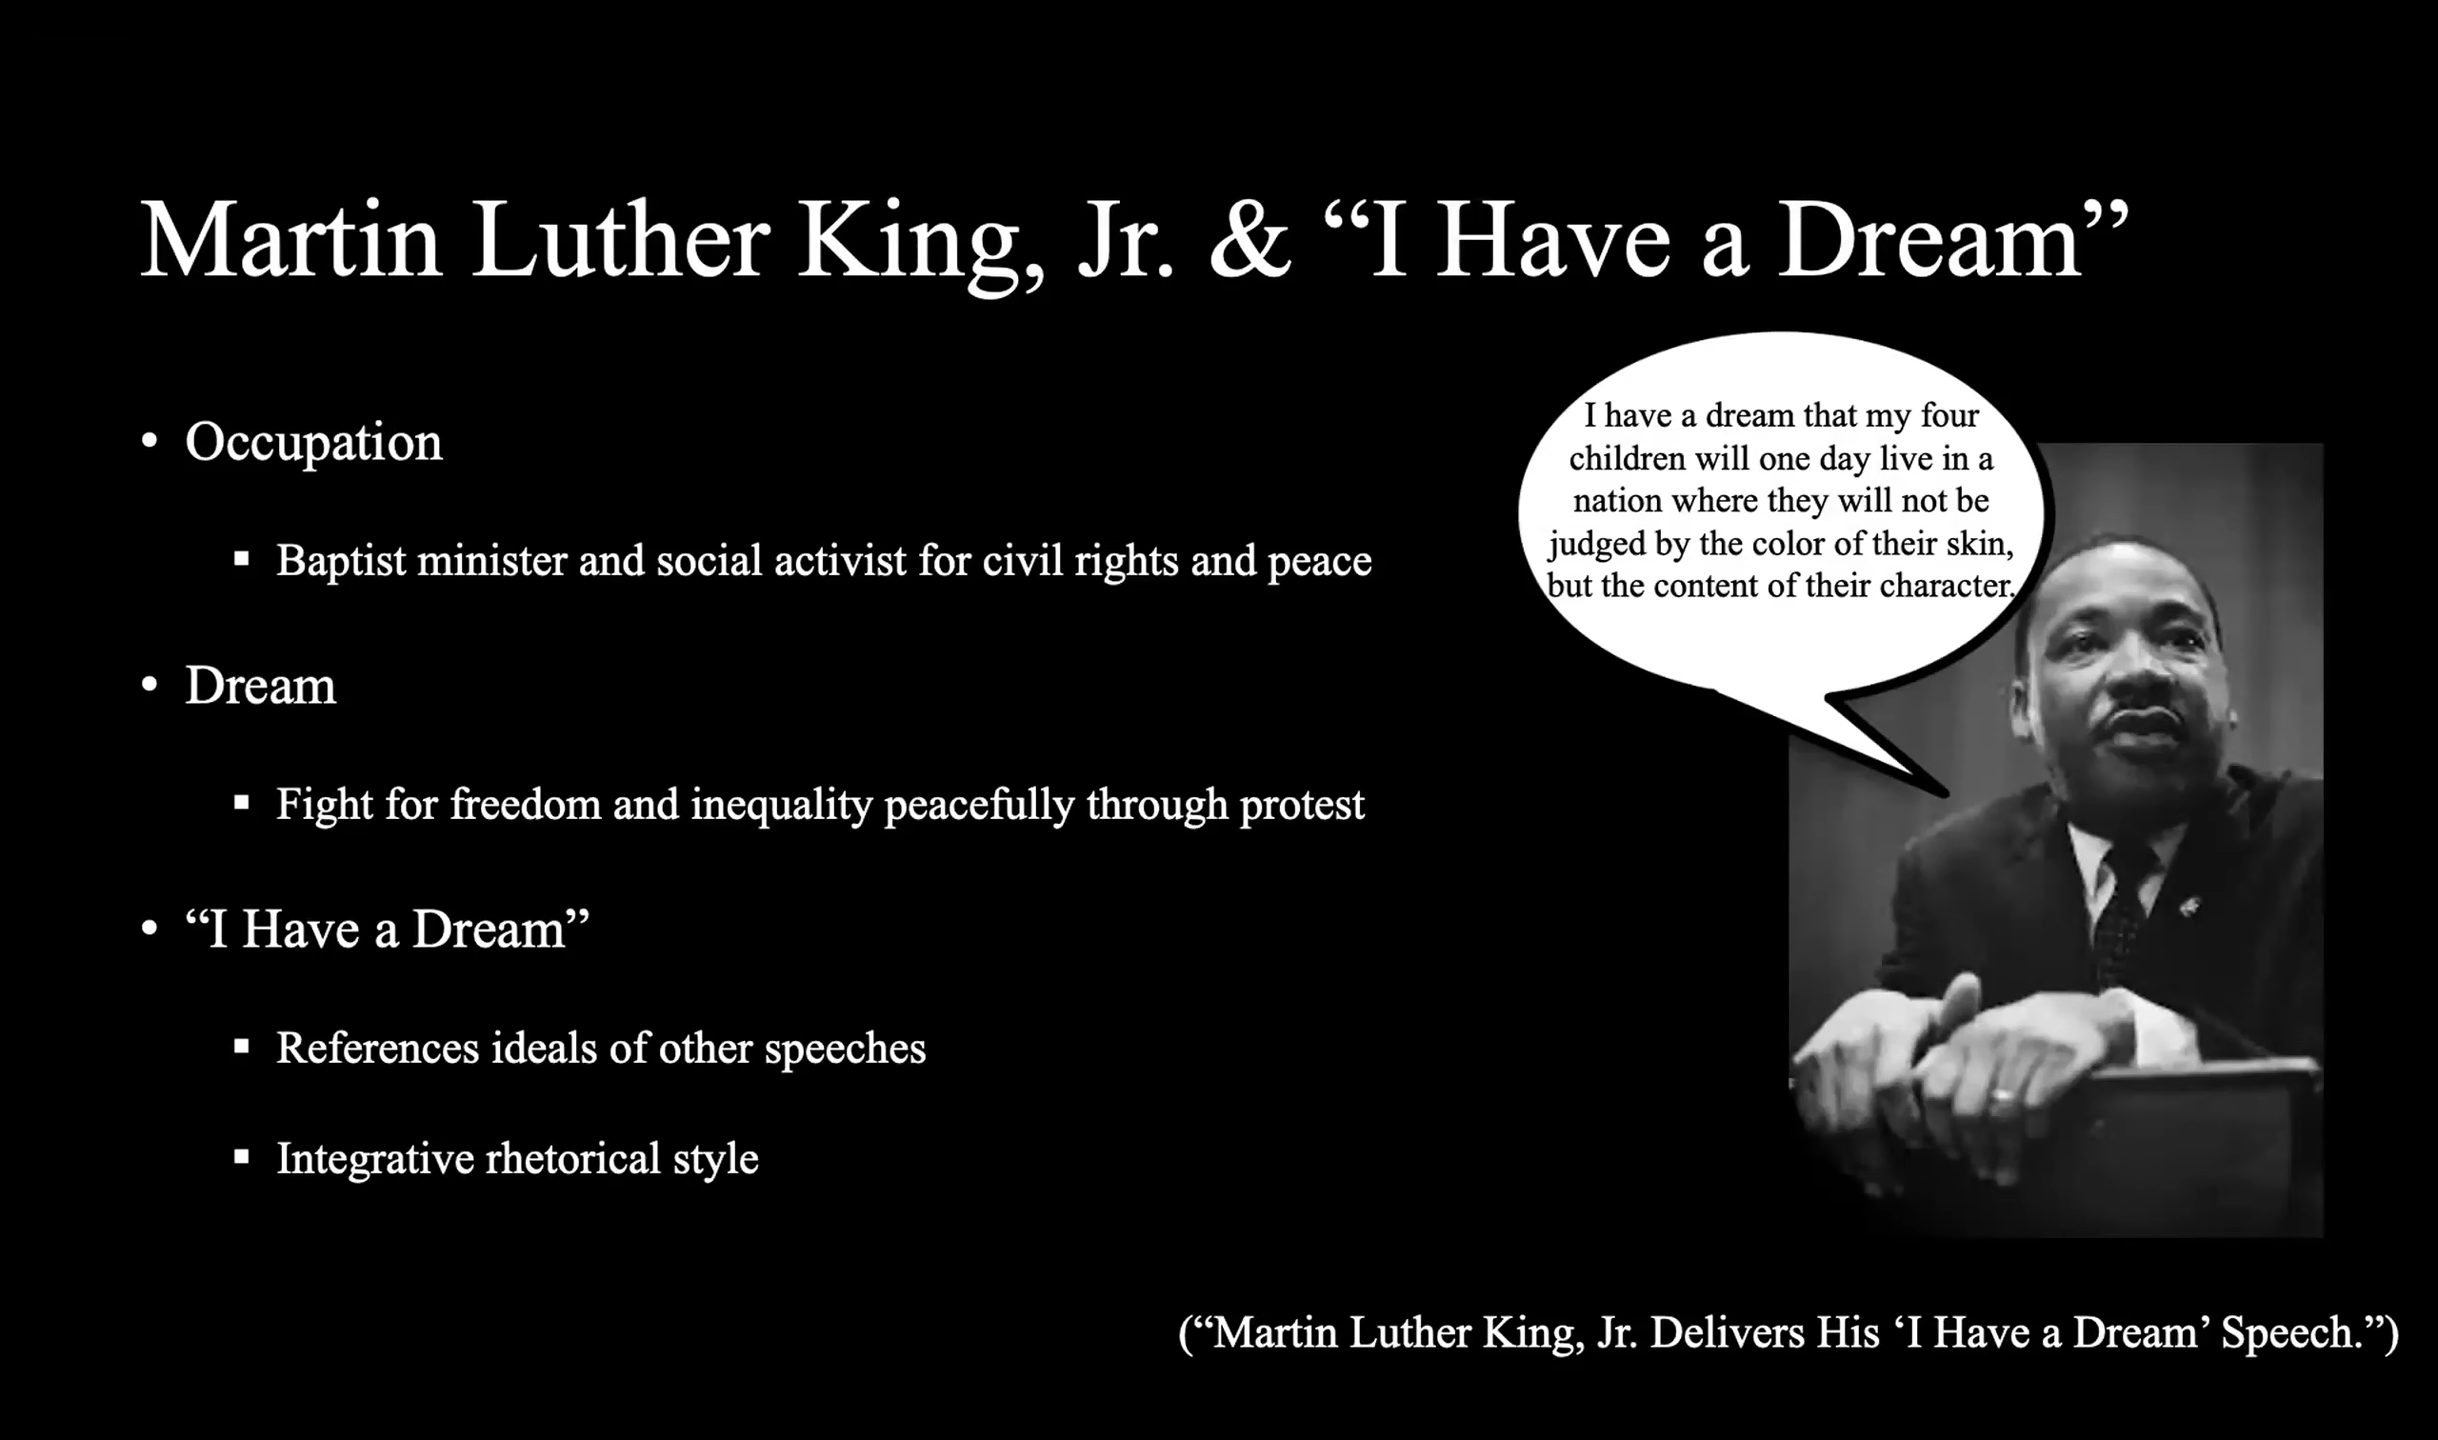 Martin Luther King, Jr. & “I Have a Dream”
• Occupation
▪ Baptist minister and social activist for civil rights and peace
• Dream
▪ Fight for freedom and inequality peacefully through protest
• “I Have a Dream”
▪ References ideals of other speeches
▪ Integrative rhetorical style
I have a dream that my four
children will one day live in a
nation where they will not be
judged by the color of their skin,
but the content of their character.
(“Martin Luther King, Jr. Delivers His ‘I Have a Dream’ Speech.”)